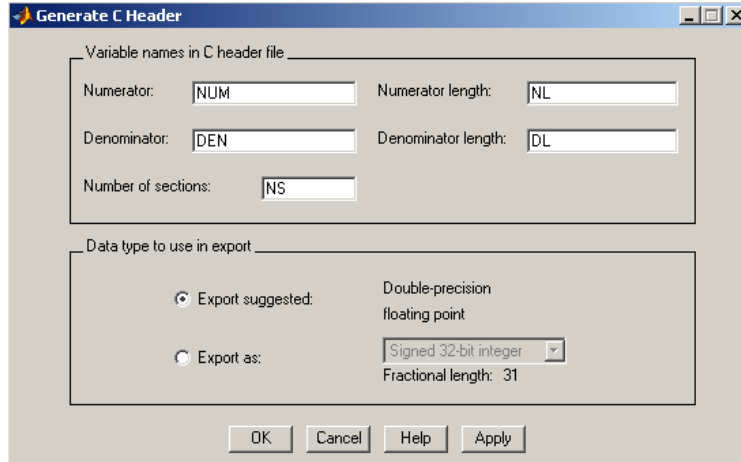 Generate C Header
Variable names in C header file
Numerator: NUM Numerator length: NL
Denominator: DEN Denominator length: DL
Number of sections: NS
Data type to use in export
Export suggested: Double-precision
floating point
Export as: Signed 32-bit integer
Fractional length: 31
OK Cancel Help Apply